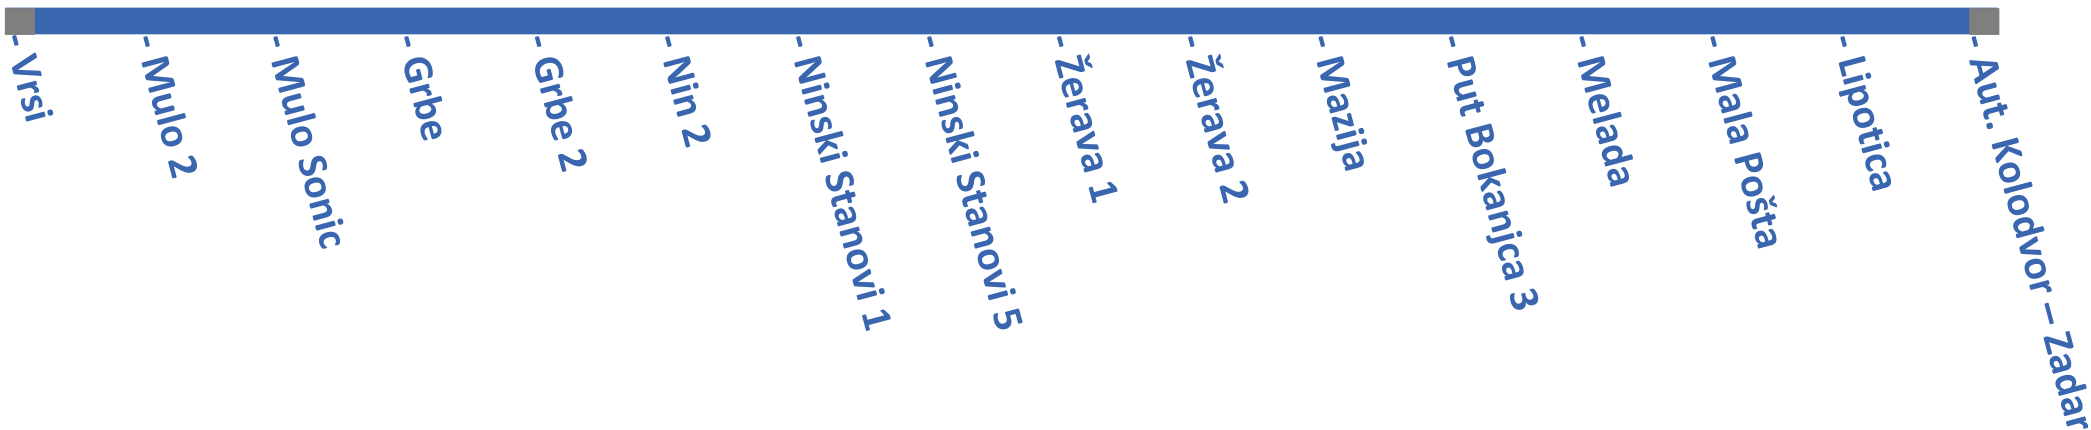 - Vrsi
- Mulo 2
- Mulo Sonic
- Grbe
- Grbe 2
- Nin 2
- Ninski Stanovi 1
- Ninski Stanovi 5
- Žerava 1
- Žerava 2
- Mazija
- Put Bokanjca 3
- Melada
- Mala Pošta
- Lipotica
- Aut. Kolodvor – Zadar